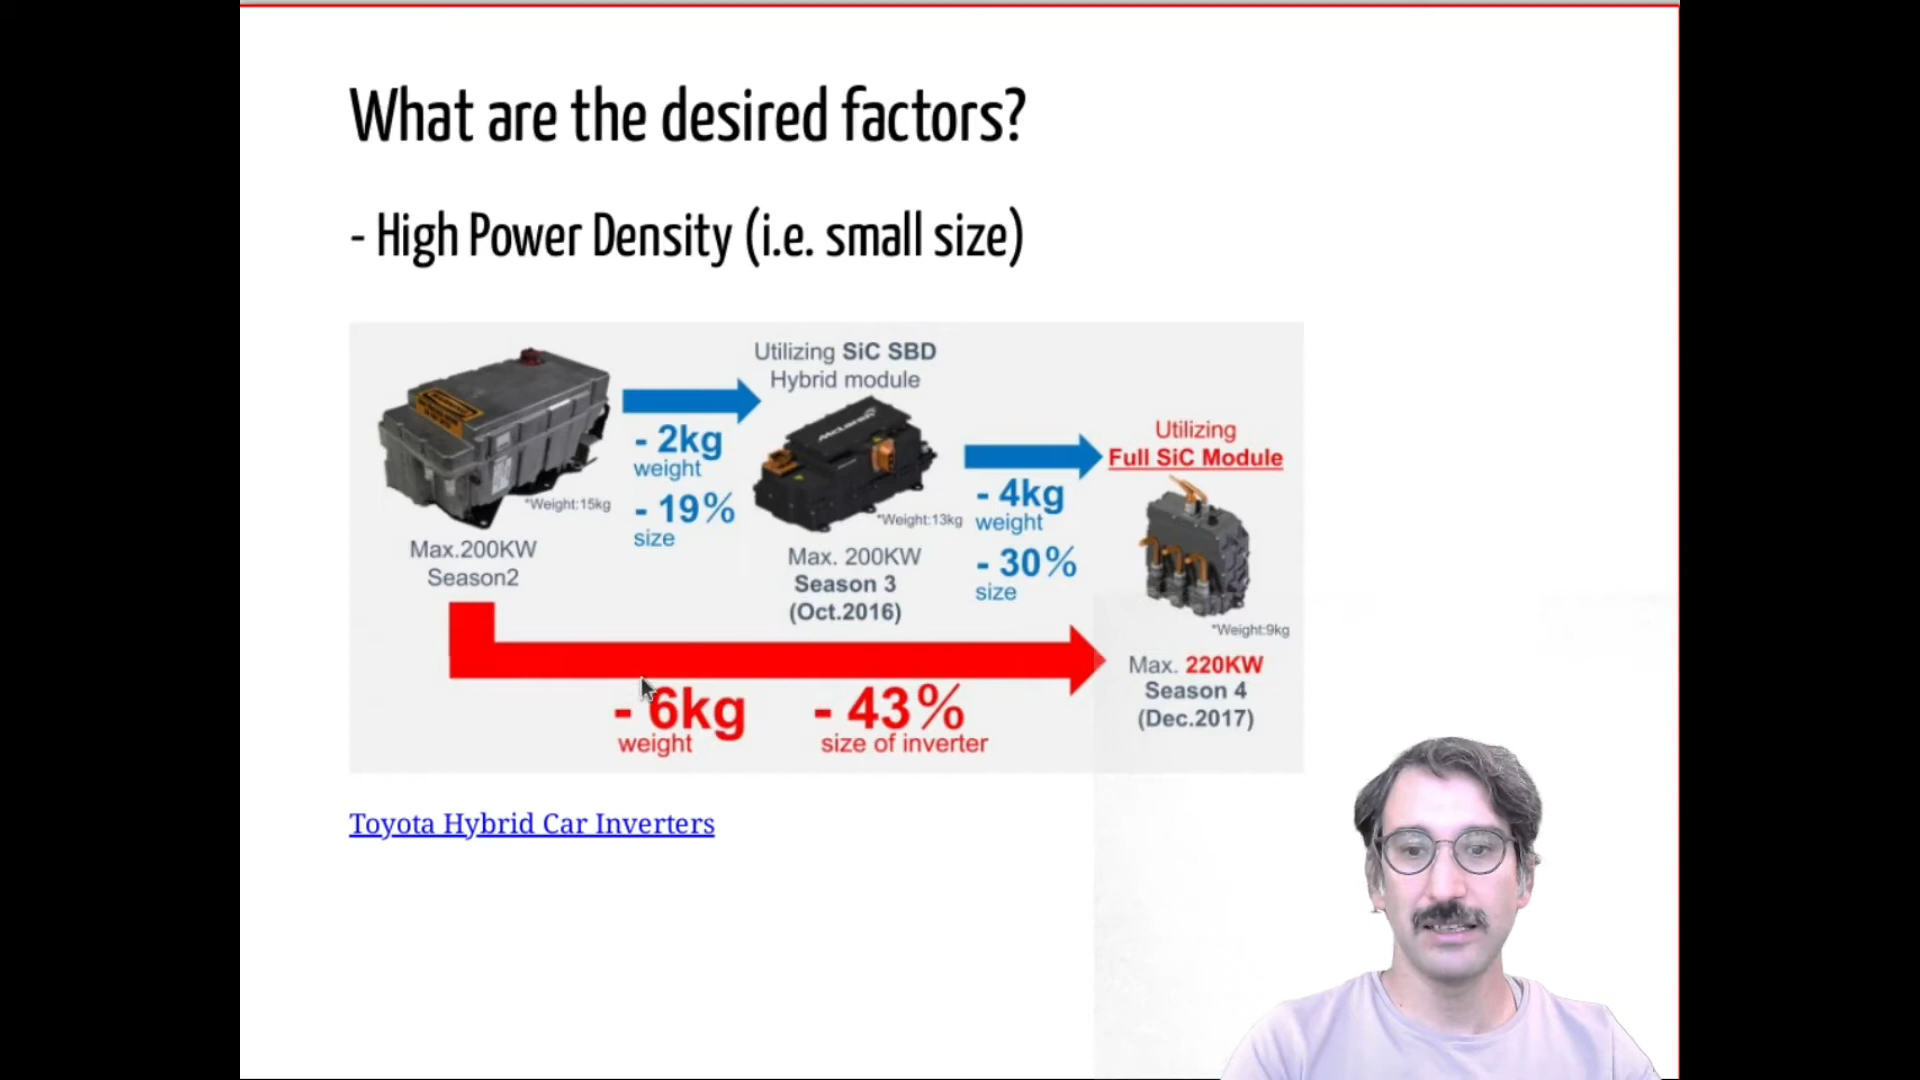 What are the desired factors?
- High Power Density (i.e. small size)
Utilizing SiC SBD
Hybrid module
- 2kg
weight
- 19%
size
*Weight:15kg
Max.200KW
Season2
McLaren
*Weight:13kg
Max. 200KW
Season 3
(Oct.2016)
- 4kg
weight
- 30%
size
Utilizing
Full SiC Module
*Weight:9kg
Max. 220KW
Season 4
(Dec.2017)
- 6kg
weight
- 43%
size of inverter
Toyota Hybrid Car Inverters